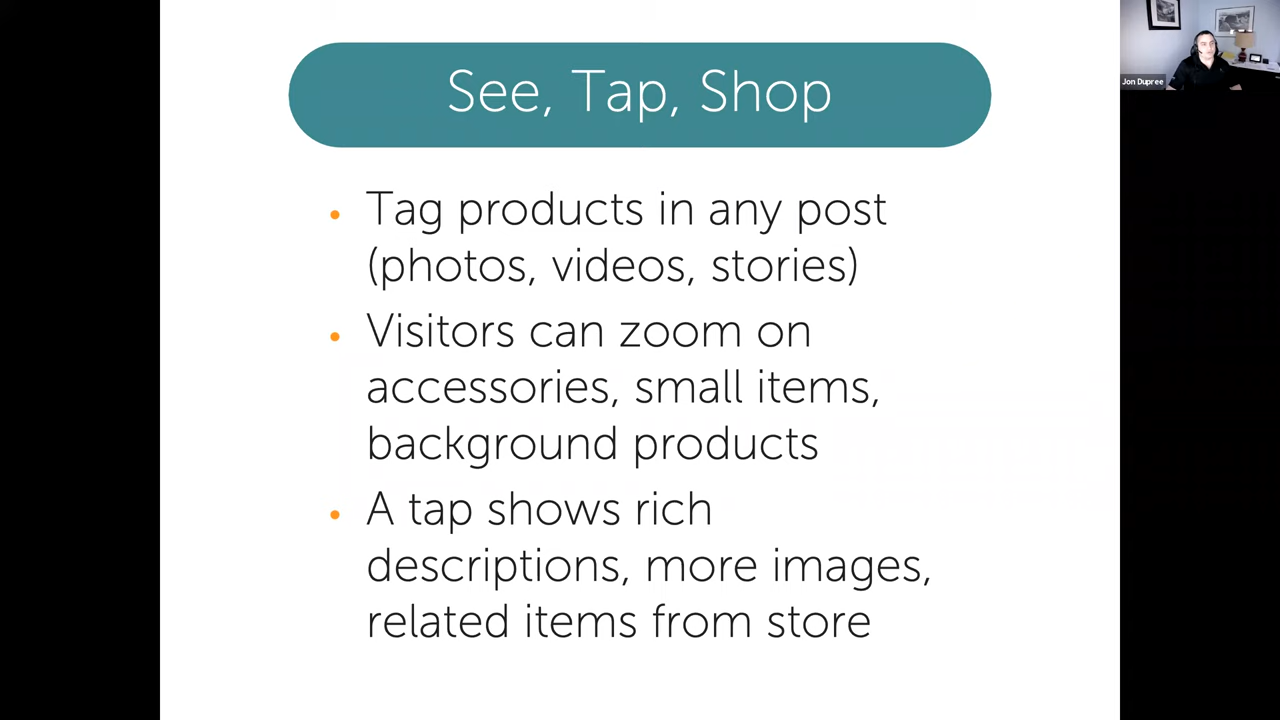 See, Tap, Shop
• Tag products in any post
(photos, videos, stories)
• Visitors can zoom on
accessories, small items,
background products
• A tap shows rich
descriptions, more images,
related items from store
Jon Dupree